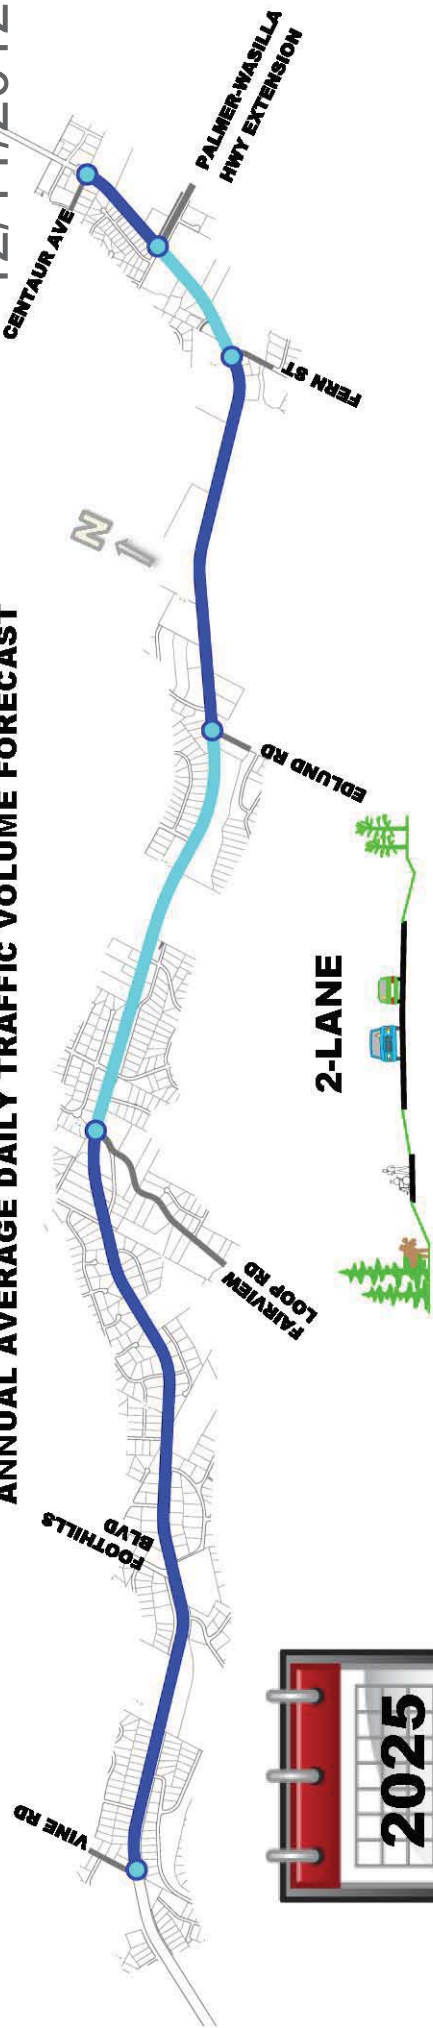 ANNUAL AVERAGE DAILY TRAFFIC VOLUME FORECAST
VINE RD
FOOTHILLS
BLVD
FAIRVIEW
LOOP RD
EDLUND RD
N
FERN ST
CENTAUR AVE
PALMER-WASILLA
HWY EXTENSION
2025
2-LANE